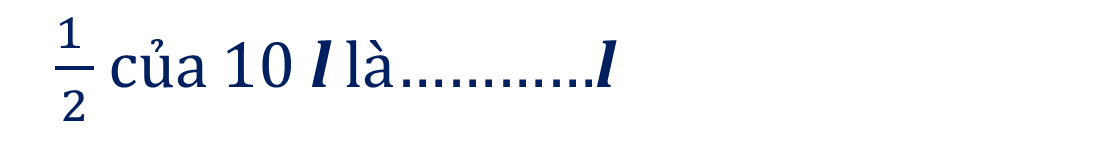 1/2 của 10 l là............l